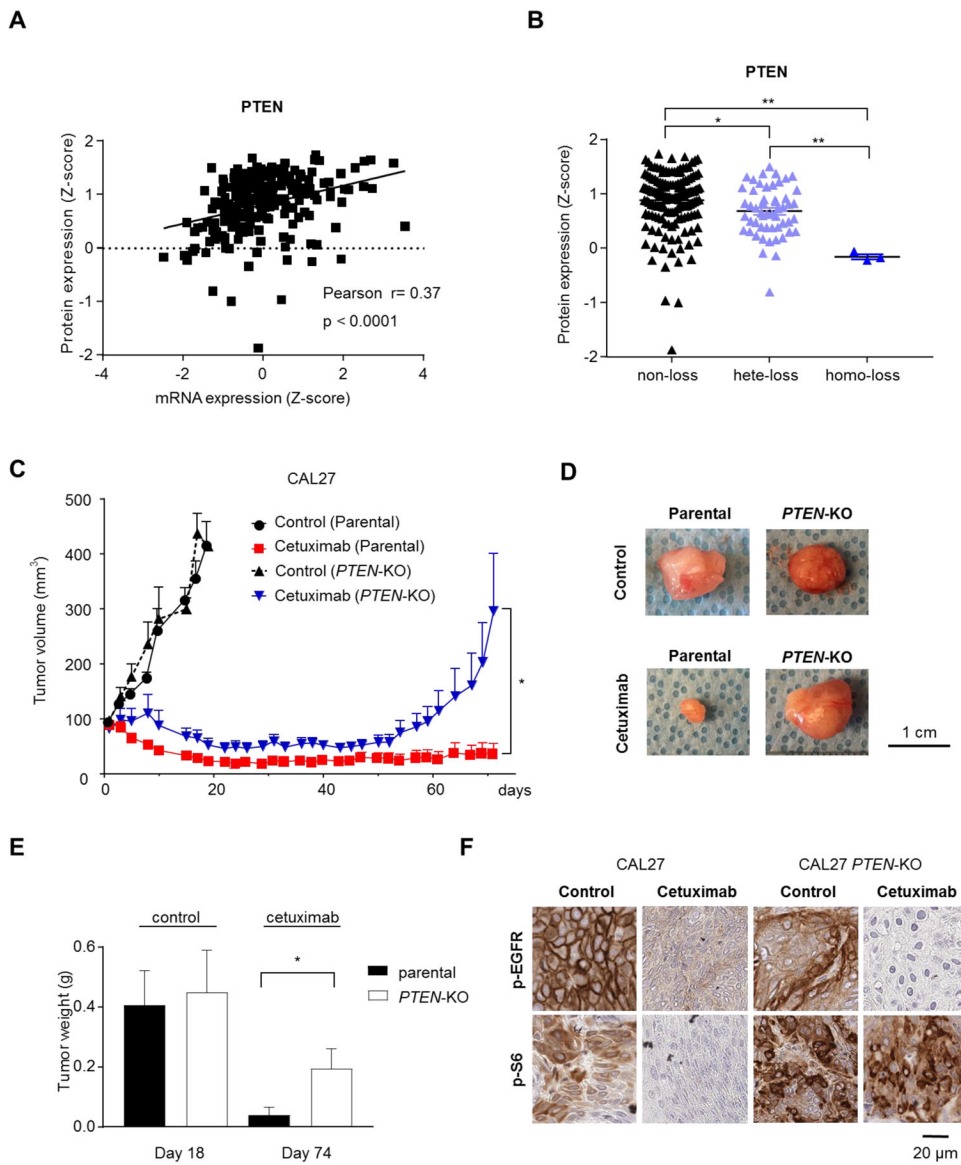 A
PTEN
Protein expression (Z-score)
2
1
0
-1
-2
-4
-2
0
2
4
mRNA expression (Z-score)
Pearson r= 0.37
p < 0.0001
B
PTEN
**
*
**
Protein expression (Z-score)
2
1
0
-1
-2
non-loss
hete-loss
homo-loss
C
CAL27
Tumor volume (mm³)
500
400
300
200
100
0
0
20
40
60
days
Control (Parental)
Cetuximab (Parental)
Control (PTEN-KO)
Cetuximab (PTEN-KO)
*
D
Parental
PTEN-KO
Control
Parental
PTEN-KO
Cetuximab
1 cm
E
control
cetuximab
Tumor weight (g)
0.6
0.4
0.2
0.0
*
parental
PTEN-KO
Day 18
Day 74
F
CAL27
CAL27 PTEN-KO
Control
Cetuximab
Control
Cetuximab
p-EGFR
p-S6
20 μm